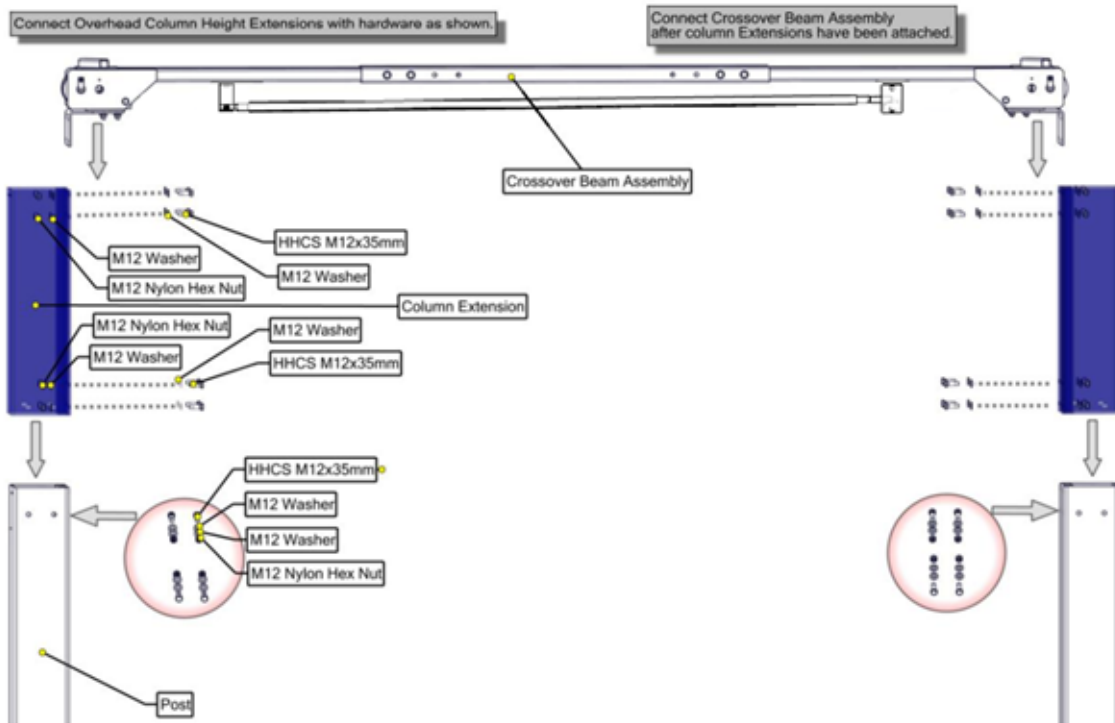 Connect Overhead Column Height Extensions with hardware as shown.
Connect Crossover Beam Assembly
after column Extensions have been attached.
Crossover Beam Assembly
HHCS M12x35mm
M12 Washer
M12 Washer
M12 Nylon Hex Nut
Column Extension
M12 Nylon Hex Nut
M12 Washer
M12 Washer
HHCS M12x35mm
HHCS M12x35mm
M12 Washer
M12 Washer
M12 Nylon Hex Nut
Post